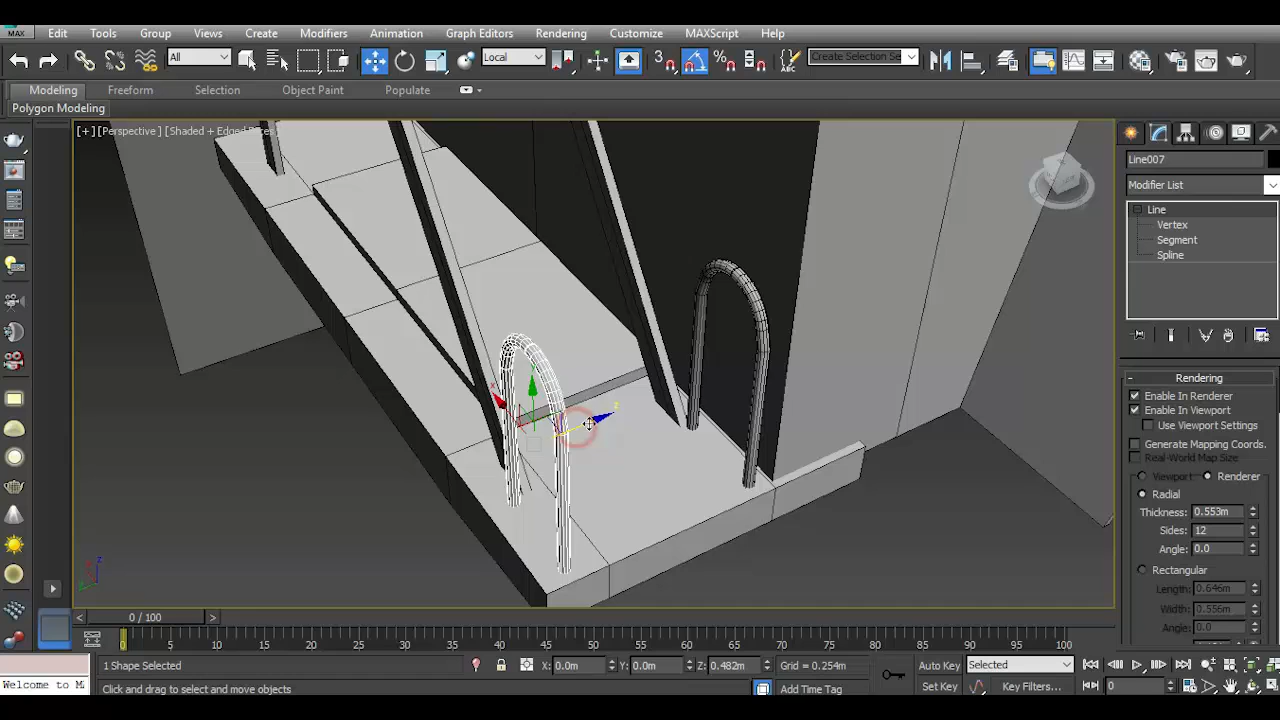 MAX Edit Tools Group Views Create Modifiers Animation Graph Editors Rendering Customize MAXScript Help
All Local 3 Create Selection Se
Modeling Freeform Selection Object Paint Populate
Polygon Modeling
[+] [Perspective] [Shaded + Edged Faces]
Line007
Modifier List
Line
Vertex
Segment
Spline
Rendering
Enable In Renderer
Enable In Viewport
Use Viewport Settings
Generate Mapping Coords.
Real-World Map Size
Viewport Renderer
Radial
Thickness: 0.553m
Sides: 12
Angle: 0.0
Rectangular
Length: 0.646m
Width: 0.556m
Angle: 0.0
x z
z
< 0 / 100 >
0 5 10 15 20 25 30 35 40 45 50 55 60 65 70 75 80 85 90 95 100
1 Shape Selected X: 0.0m Y: 0.0m Z: 0.482m Grid = 0.254m Auto Key Selected
Welcome to M Click and drag to select and move objects Add Time Tag Set Key Key Filters... 0